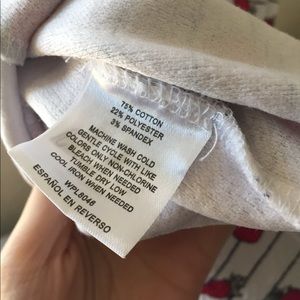 75% COTTON
22% POLYESTER
3% SPANDEX
MACHINE WASH COLD
GENTLE CYCLE WITH LIKE
COLORS ONLY NON-CHLORINE
BLEACH WHEN NEEDED
TUMBLE DRY LOW
COOL IRON WHEN NEEDED
WPL8046
ESPAÑOL EN REVERSO